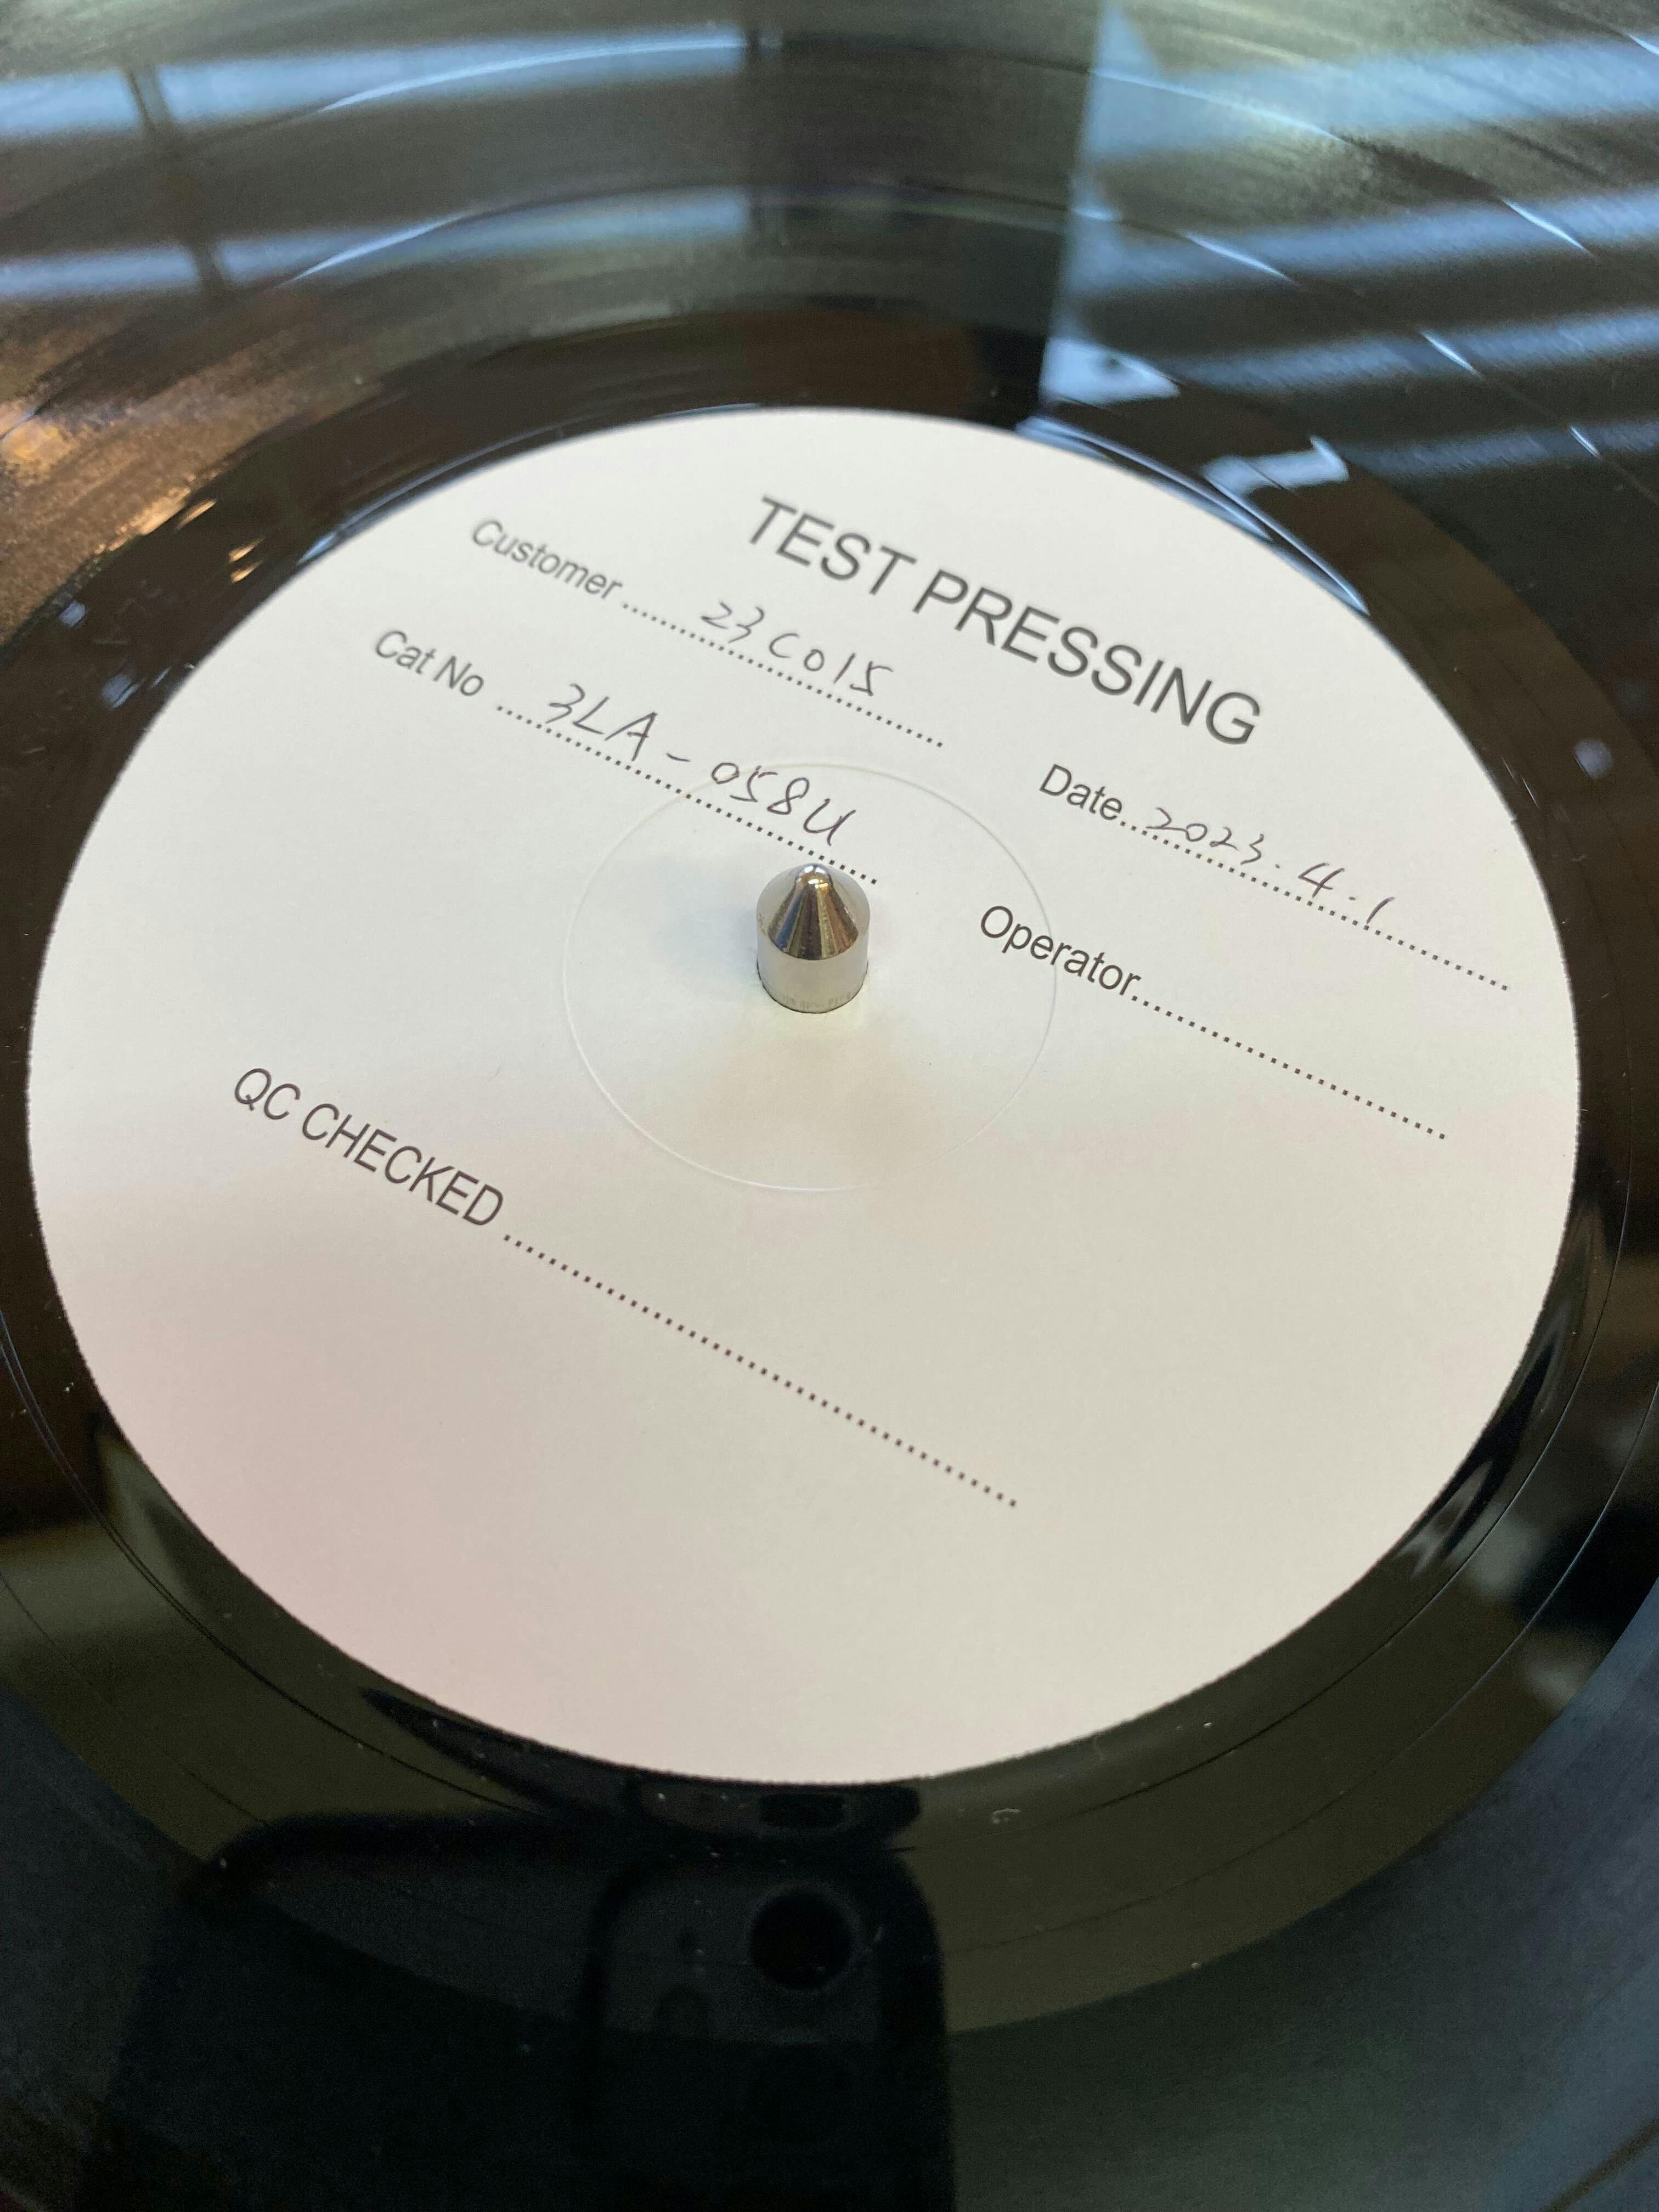 TEST PRESSING
Customer ........ 23C015 ........
Cat No ........ 3LA-058U ........
Date ........ 2023.4.1 ........
Operator ........
QC CHECKED ........